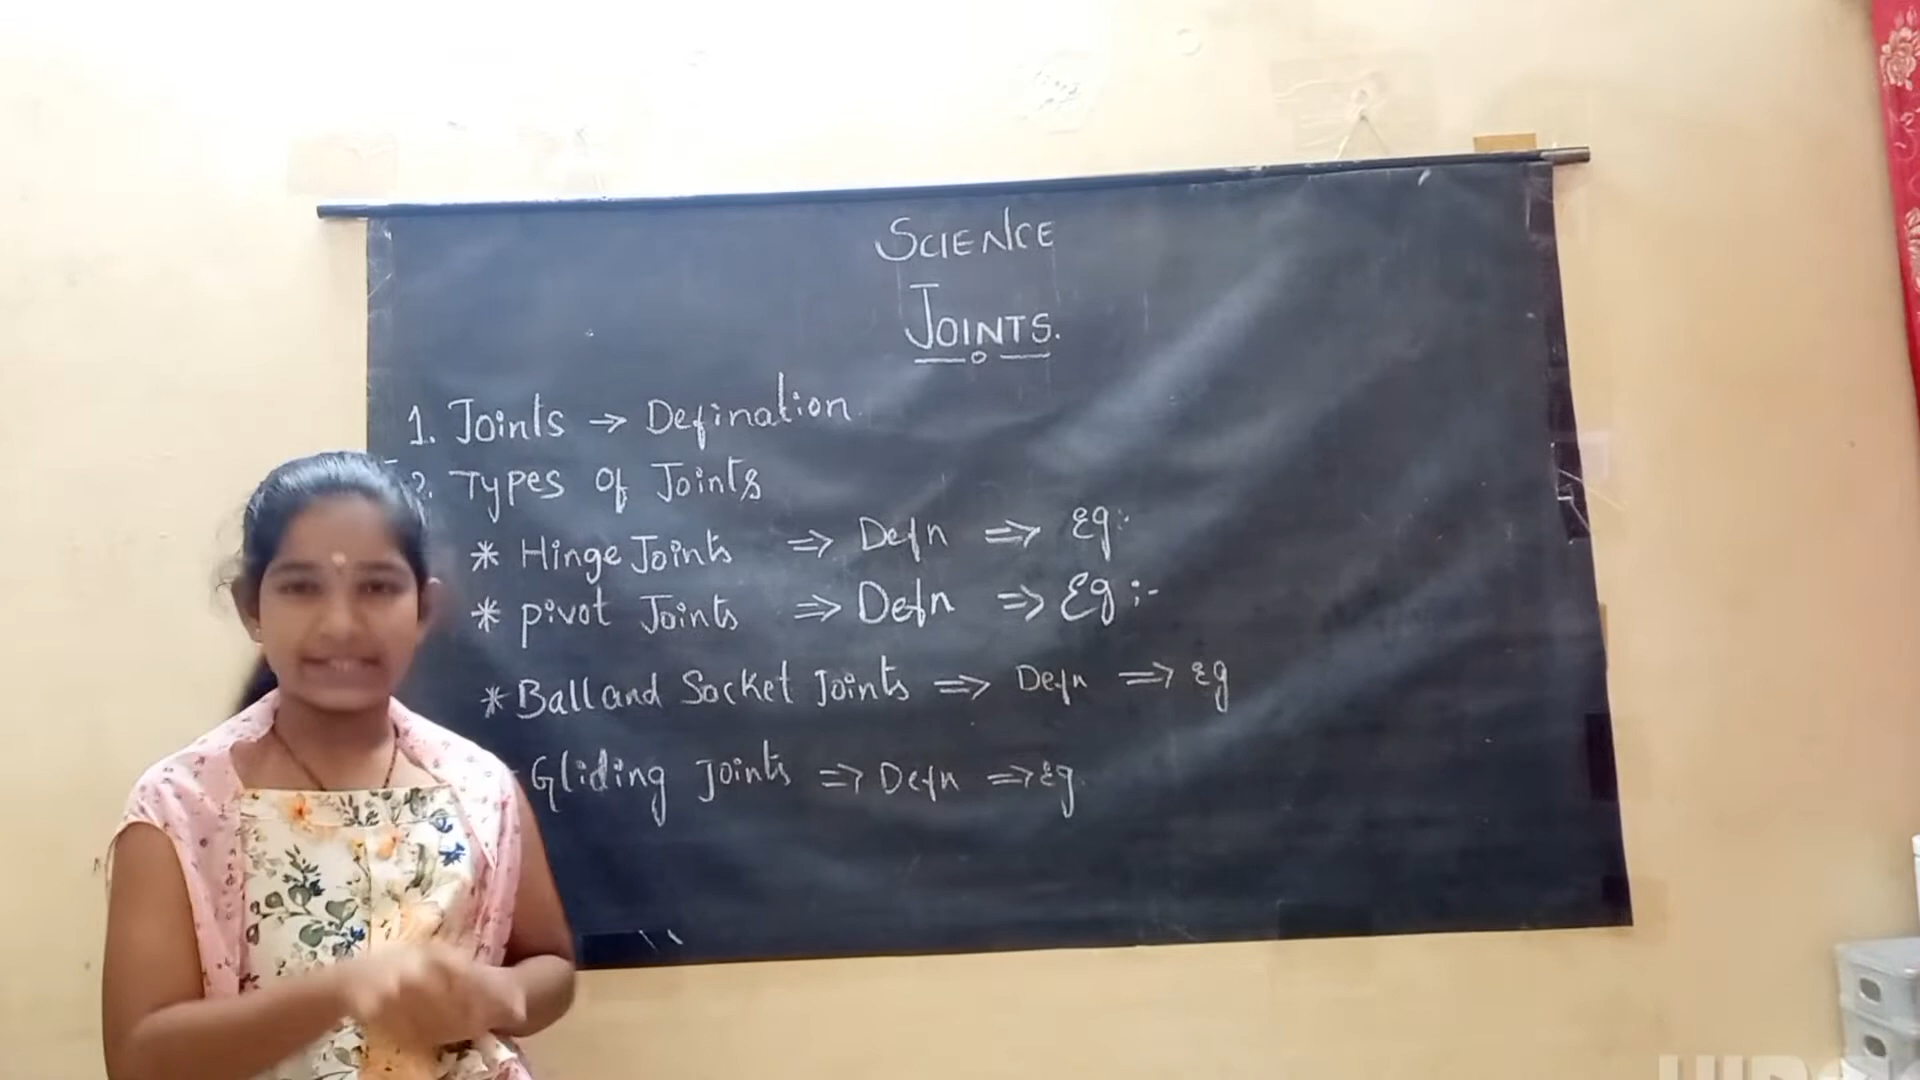 SCIENCE
JOINTS.
1. Joints → Defination.
2. Types of Joints
* Hinge Joints ⇒ Defn ⇒ Eg:-
* pivot Joints ⇒ Defn ⇒ Eg:-
* Ball and Socket Joints ⇒ Defn ⇒ Eg
Gliding Joints ⇒ Defn ⇒ Eg.